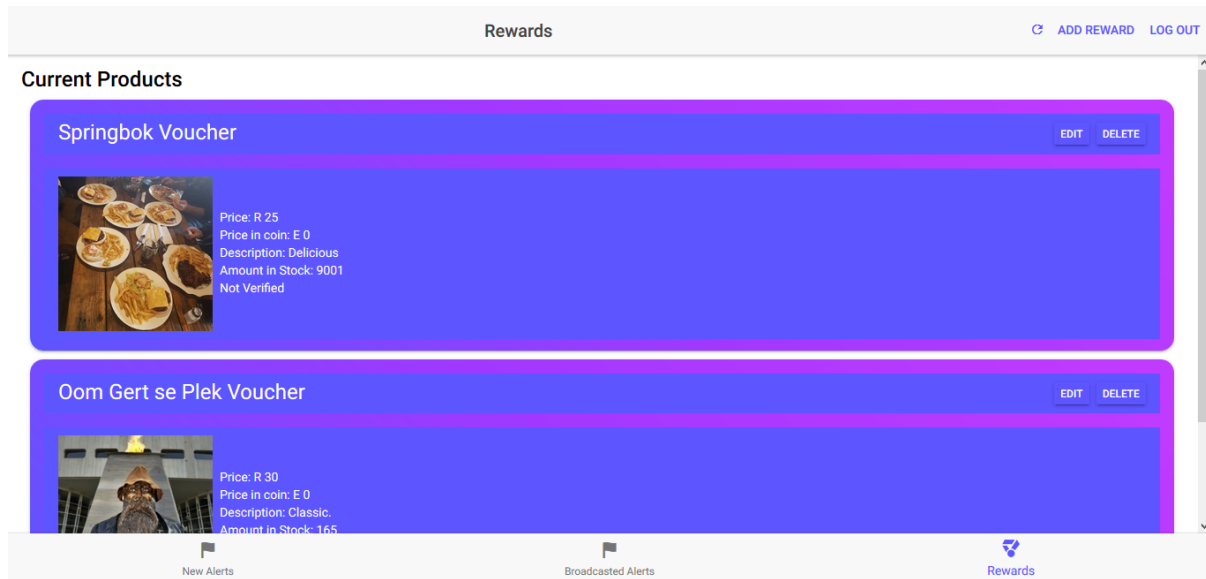 Rewards
ADD REWARD
LOG OUT
Current Products
Springbok Voucher
EDIT
DELETE
Price: R 25
Price in coin: E 0
Description: Delicious
Amount in Stock: 9001
Not Verified
Oom Gert se Plek Voucher
EDIT
DELETE
Price: R 30
Price in coin: E 0
Description: Classic.
Amount in Stock: 165
New Alerts
Broadcasted Alerts
Rewards